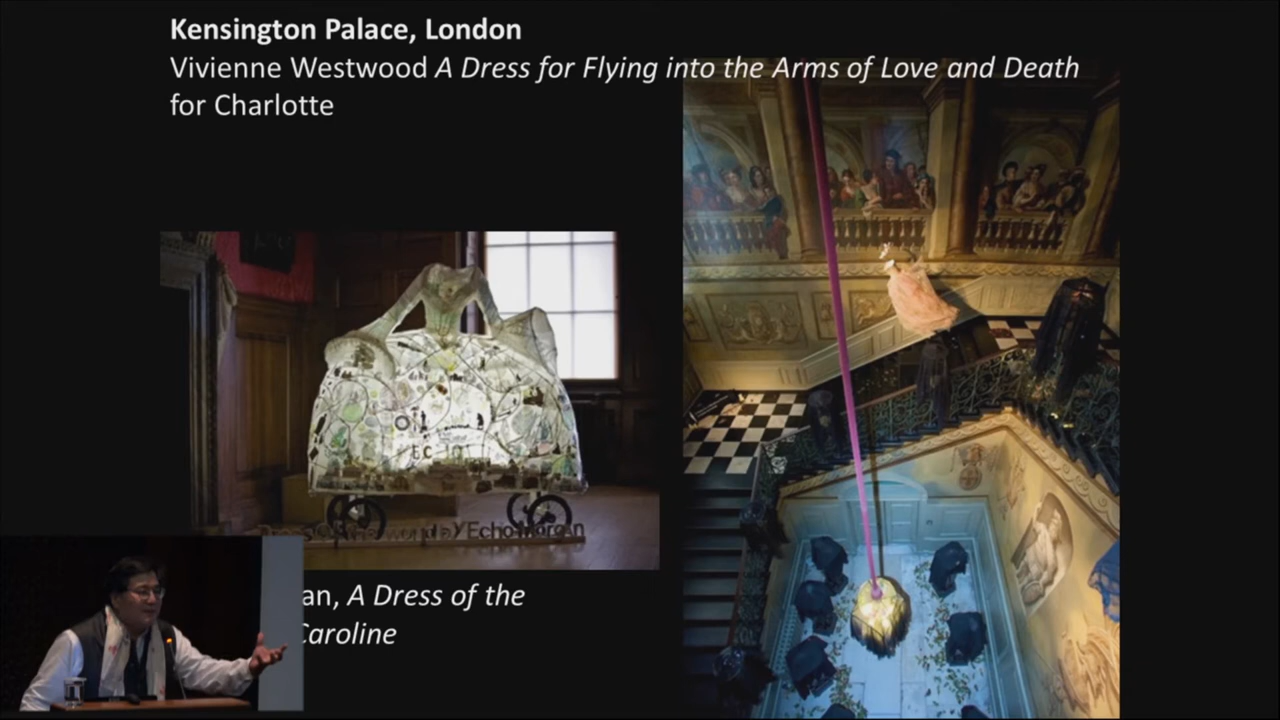 Kensington Palace, London
Vivienne Westwood A Dress for Flying into the Arms of Love and Death
for Charlotte
an, A Dress of the
Caroline